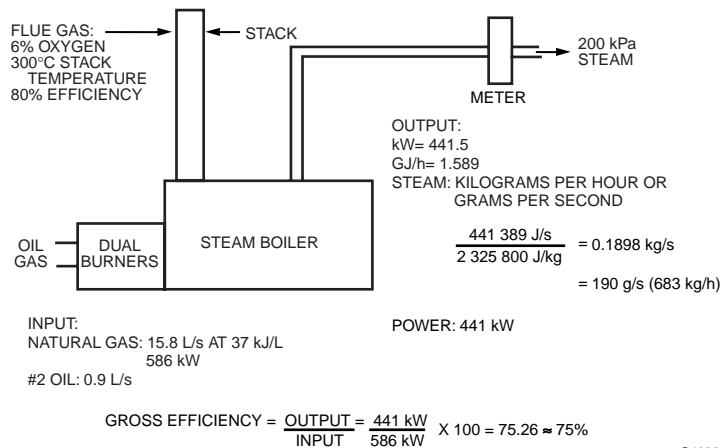 FLUE GAS:
6% OXYGEN
300°C STACK
TEMPERATURE
80% EFFICIENCY
STACK
200 kPa
STEAM
METER
OUTPUT:
kW= 441.5
GJ/h= 1.589
STEAM: KILOGRAMS PER HOUR OR
GRAMS PER SECOND
441 389 J/s
2 325 800 J/kg
= 0.1898 kg/s
= 190 g/s (683 kg/h)
OIL
GAS
DUAL
BURNERS
STEAM BOILER
INPUT:
NATURAL GAS: 15.8 L/s AT 37 kJ/L
586 kW
#2 OIL: 0.9 L/s
POWER: 441 kW
GROSS EFFICIENCY = OUTPUT / INPUT = 441 kW / 586 kW X 100 = 75.26 ≈ 75%